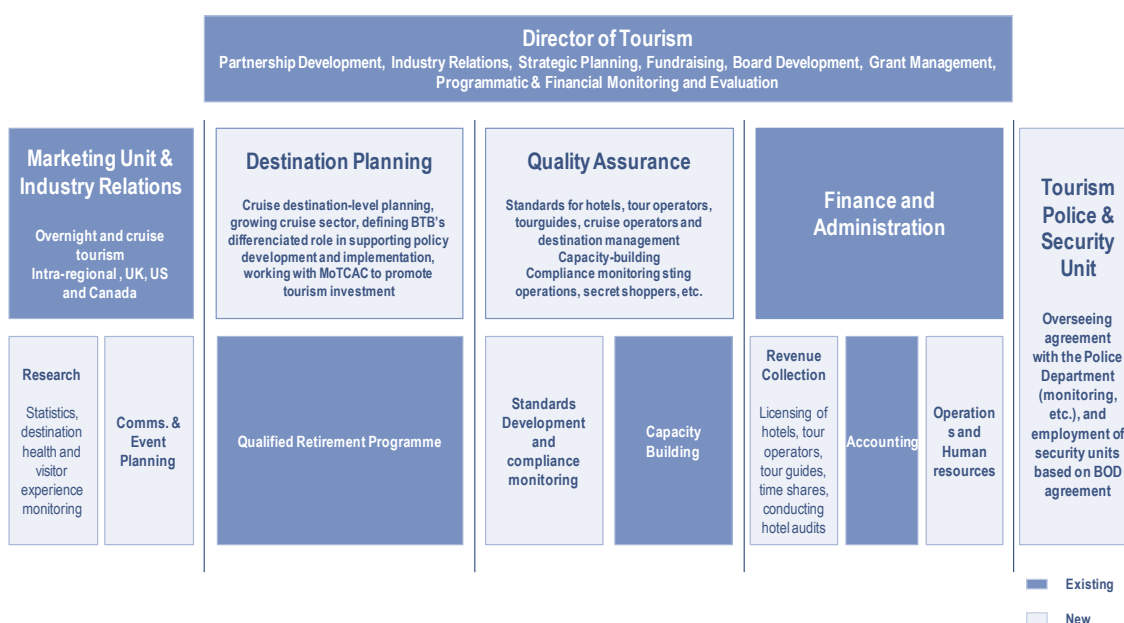 Director of Tourism
Partnership Development, Industry Relations, Strategic Planning, Fundraising, Board Development, Grant Management,
Programmatic & Financial Monitoring and Evaluation
Marketing Unit &
Industry Relations
Overnight and cruise
tourism
Intra-regional , UK, US
and Canada
Destination Planning
Cruise destination-level planning,
growing cruise sector, defining BTB's
differenciated role in supporting policy
development and implementation,
working with MoTCAC to promote
tourism investment
Quality Assurance
Standards for hotels, tour operators,
tourguides, cruise operators and
destination management
Capacity-building
Compliance monitoring sting
operations, secret shoppers, etc.
Finance and
Administration
Tourism
Police &
Security
Unit
Overseeing
agreement
with the Police
Department
(monitoring,
etc.), and
employment of
security units
based on BOD
agreement
Research
Statistics,
destination
health and
visitor
experience
monitoring
Comms. &
Event
Planning
Qualified Retirement Programme
Standards
Development
and
compliance
monitoring
Capacity
Building
Revenue
Collection
Licensing of
hotels, tour
operators,
tour guides,
time shares,
conducting
hotel audits
Accounting
Operation
s and
Human
resources
Existing
New